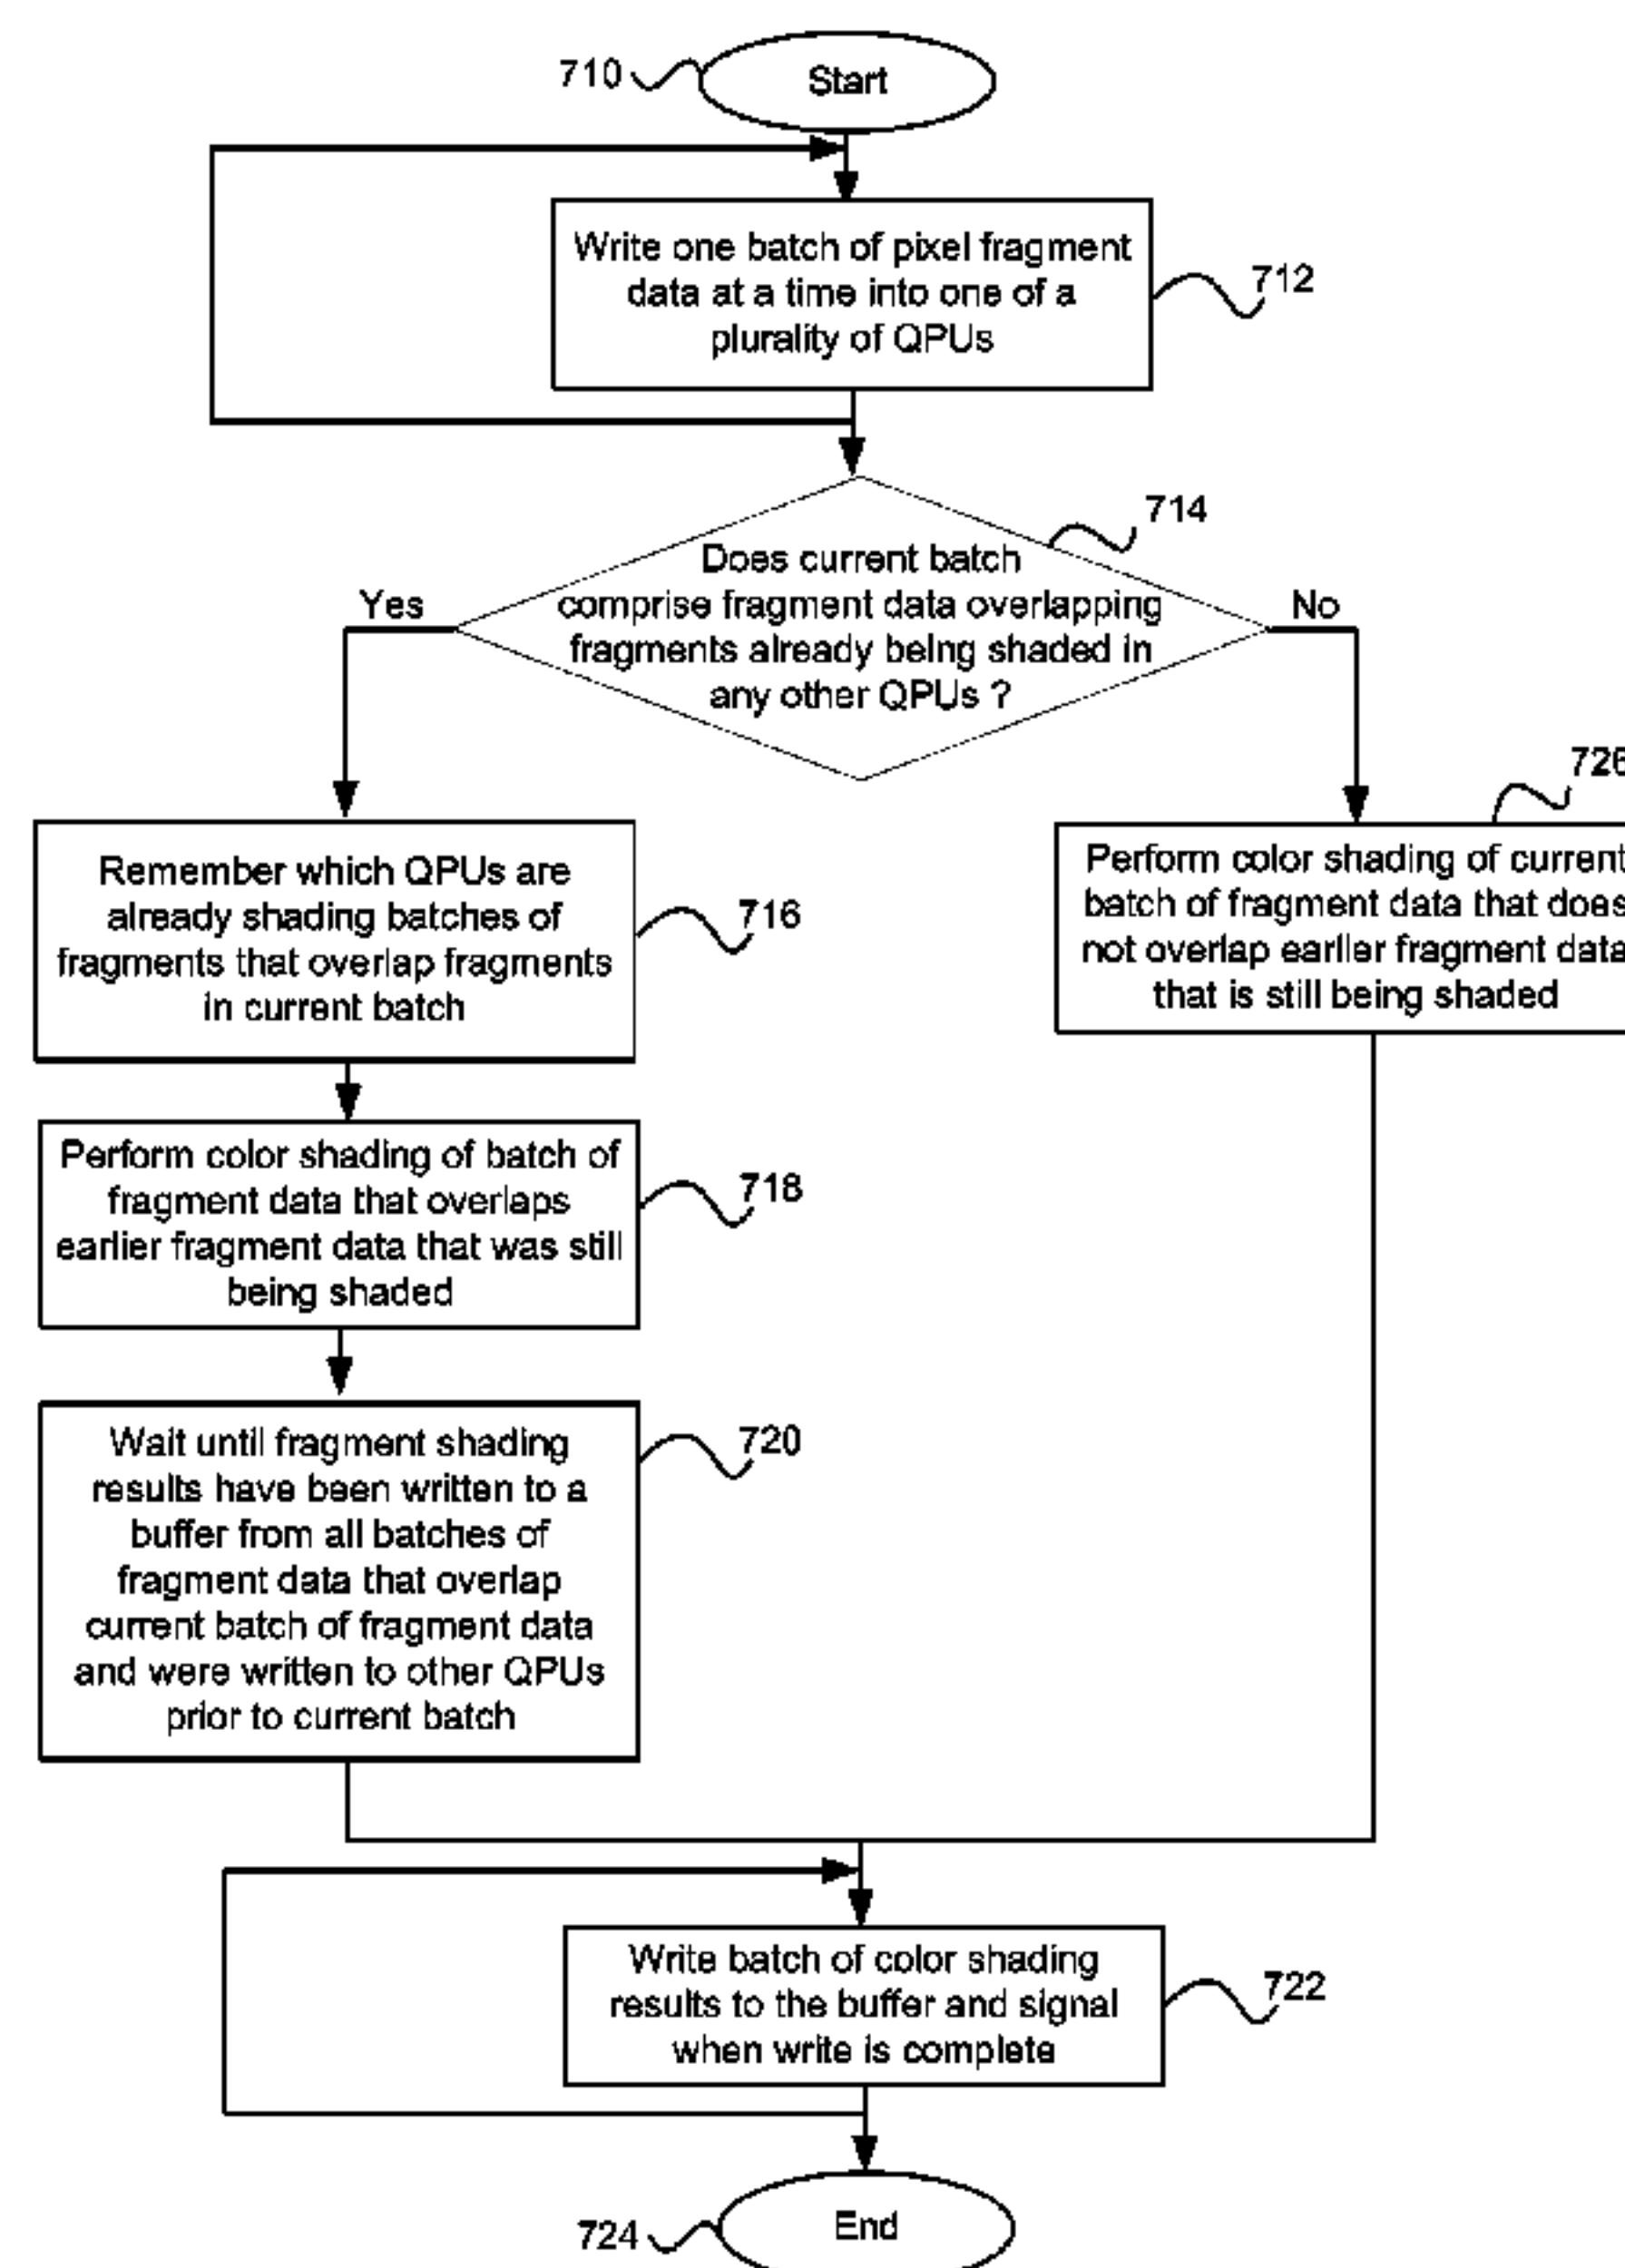 710
Start
Write one batch of pixel fragment
data at a time into one of a
plurality of QPUs
712
714
Does current batch
comprise fragment data overlapping
fragments already being shaded in
any other QPUs ?
Yes
No
Remember which QPUs are
already shading batches of
fragments that overlap fragments
in current batch
716
726
Perform color shading of current
batch of fragment data that does
not overlap earlier fragment data
that is still being shaded
Perform color shading of batch of
fragment data that overlaps
earlier fragment data that was still
being shaded
718
Wait until fragment shading
results have been written to a
buffer from all batches of
fragment data that overlap
current batch of fragment data
and were written to other QPUs
prior to current batch
720
Write batch of color shading
results to the buffer and signal
when write is complete
722
724
End